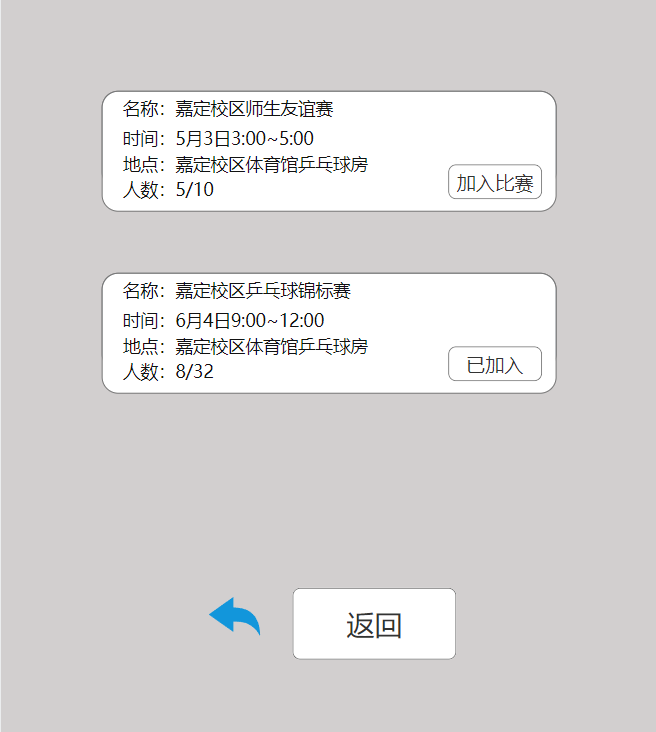 名称：嘉定校区师生友谊赛
时间：5月3日3:00~5:00
地点：嘉定校区体育馆乒乓球房
人数：5/10
加入比赛
名称：嘉定校区乒乓球锦标赛
时间：6月4日9:00~12:00
地点：嘉定校区体育馆乒乓球房
人数：8/32
已加入
返回